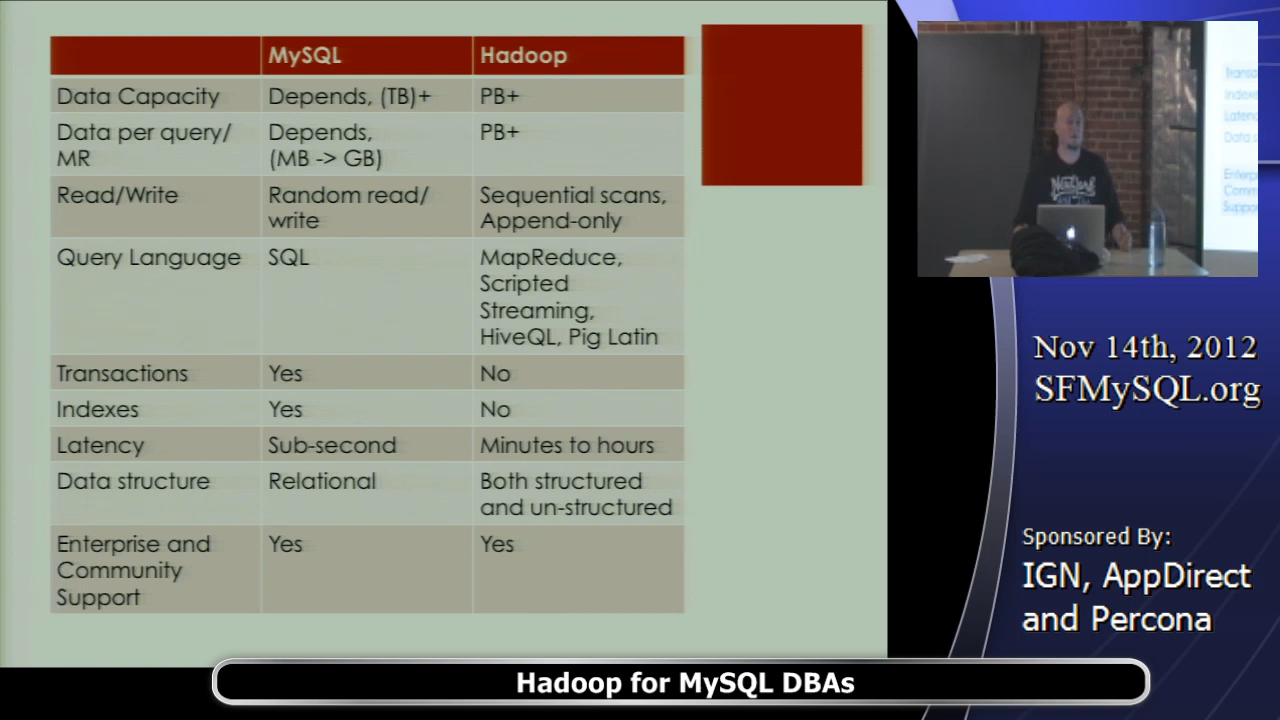 MySQL Hadoop
Data Capacity Depends, (TB)+ PB+
Data per query/
MR
Depends,
(MB -> GB)
PB+
Read/Write
Random read/
write
Sequential scans,
Append-only
Query Language
SQL
MapReduce,
Scripted
Streaming,
HiveQL, Pig Latin
Transactions Yes No
Indexes Yes No
Latency Sub-second Minutes to hours
Data structure
Relational
Both structured
and un-structured
Enterprise and
Community
Support
Yes
Yes
Nov 14th, 2012
SFMySQL.org
Sponsored By:
IGN, AppDirect
and Percona
Hadoop for MySQL DBAs